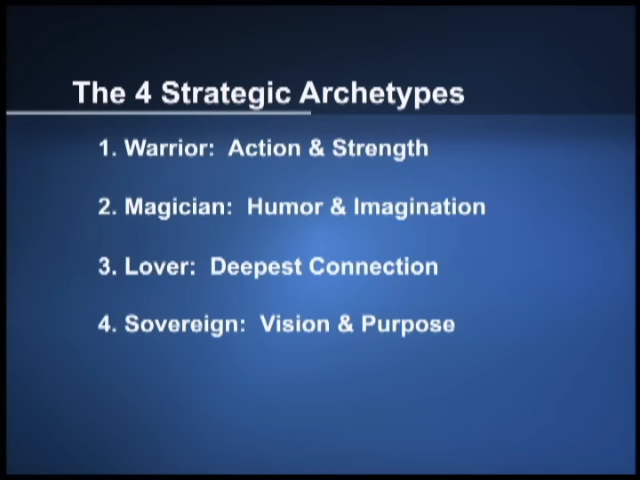 The 4 Strategic Archetypes
1. Warrior: Action & Strength
2. Magician: Humor & Imagination
3. Lover: Deepest Connection
4. Sovereign: Vision & Purpose